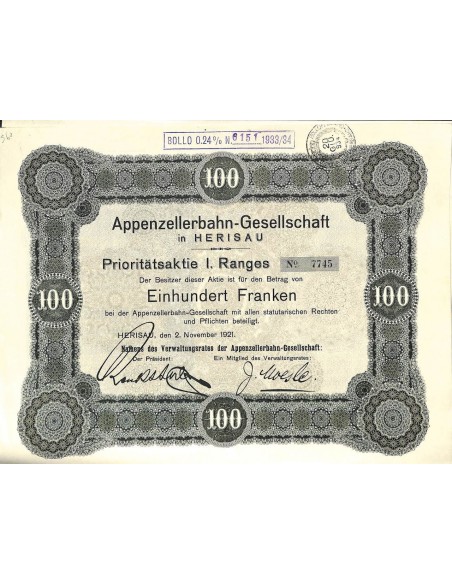 BOLLO 0.24% N. 6151 1933/34
100
Appenzellerbahn-Gesellschaft
in HERISAU
Prioritätsaktie I. Ranges No. 7745
Der Besitzer dieser Aktie ist für den Betrag von
100 Einhundert Franken 100
bei der Appenzellerbahn-Gesellschaft mit allen statutarischen Rechten
und Pflichten beteiligt.
HERISAU, den 2. November 1921.
Namens des Verwaltungsrates der Appenzellerbahn-Gesellschaft:
Der Präsident: Ein Mitglied des Verwaltungsrates:
100